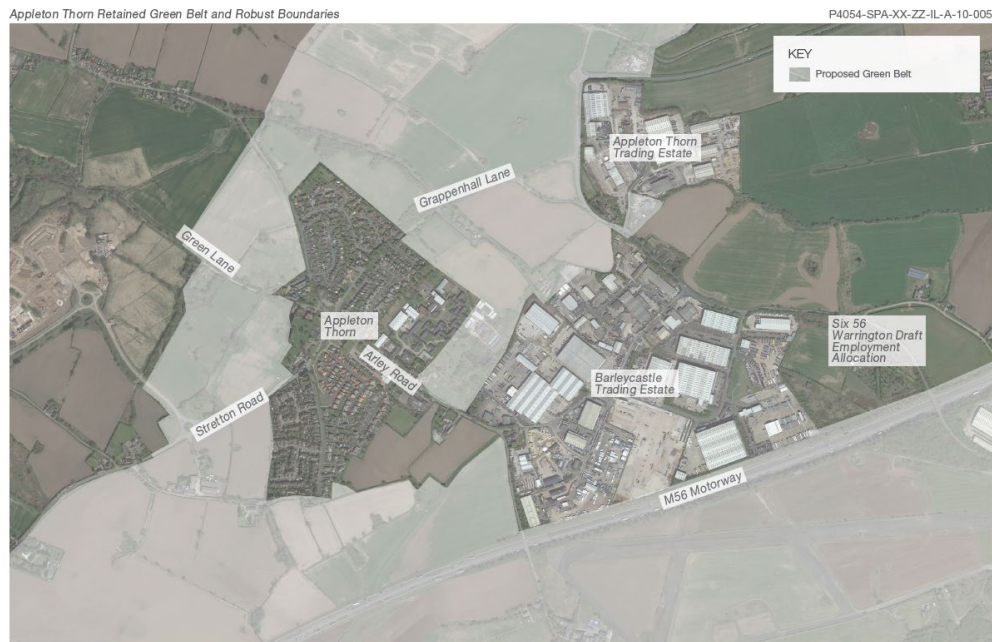 Appleton Thorn Retained Green Belt and Robust Boundaries
P4054-SPA-XX-ZZ-IL-A-10-005
KEY
Proposed Green Belt
Appleton Thorn
Trading Estate
Grappenhall Lane
Green Lane
Appleton
Thorn
Arley Road
Six 56
Warrington Draft
Employment
Allocation
Barleycastle
Trading Estate
Stretton Road
M56 Motorway